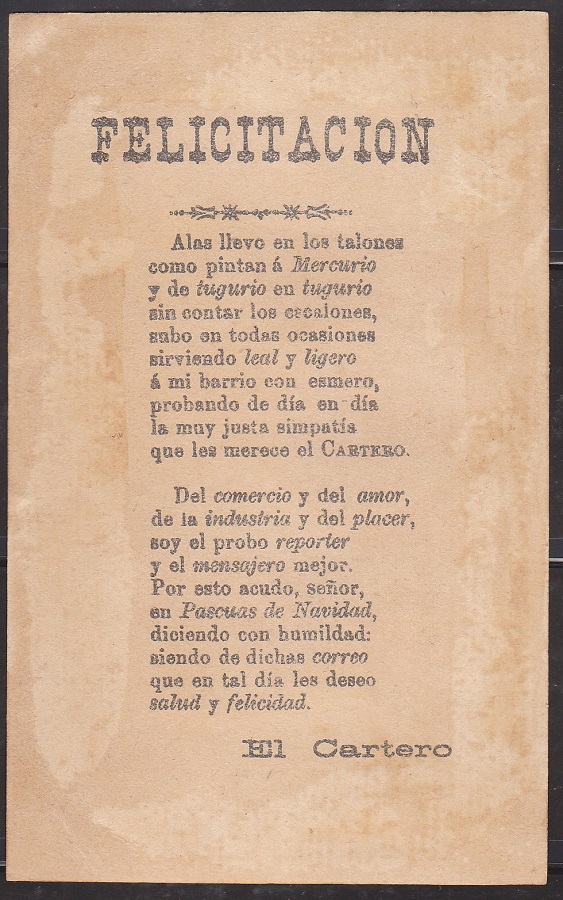 FELICITACION
Alas llevo en los talones
como pintan á Mercurio
y de tugurio en tugurio
sin contar los escalones,
subo en todas ocasiones
sirviendo leal y ligero
á mi barrio con esmero,
probando de día en día
la muy justa simpatía
que les merece el CARTERO.
Del comercio y del amor,
de la industria y del placer,
soy el probo reporter
y el mensajero mejor.
Por esto acudo, señor,
en Pascuas de Navidad,
diciendo con humildad:
siendo de dichas correo
que en tal día les deseo
salud y felicidad.
El Cartero